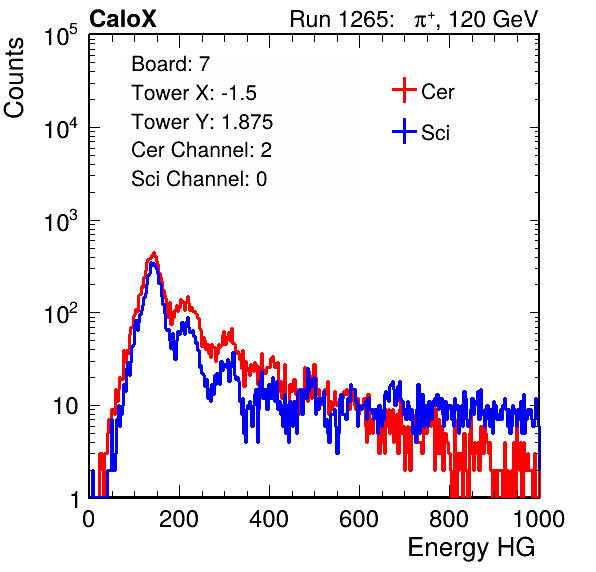 CaloX Run 1265: π⁺, 120 GeV
Board: 7
Tower X: -1.5
Tower Y: 1.875
Cer Channel: 2
Sci Channel: 0
Cer
Sci
Counts
10⁵
10⁴
10³
10²
10
1
0 200 400 600 800 1000
Energy HG